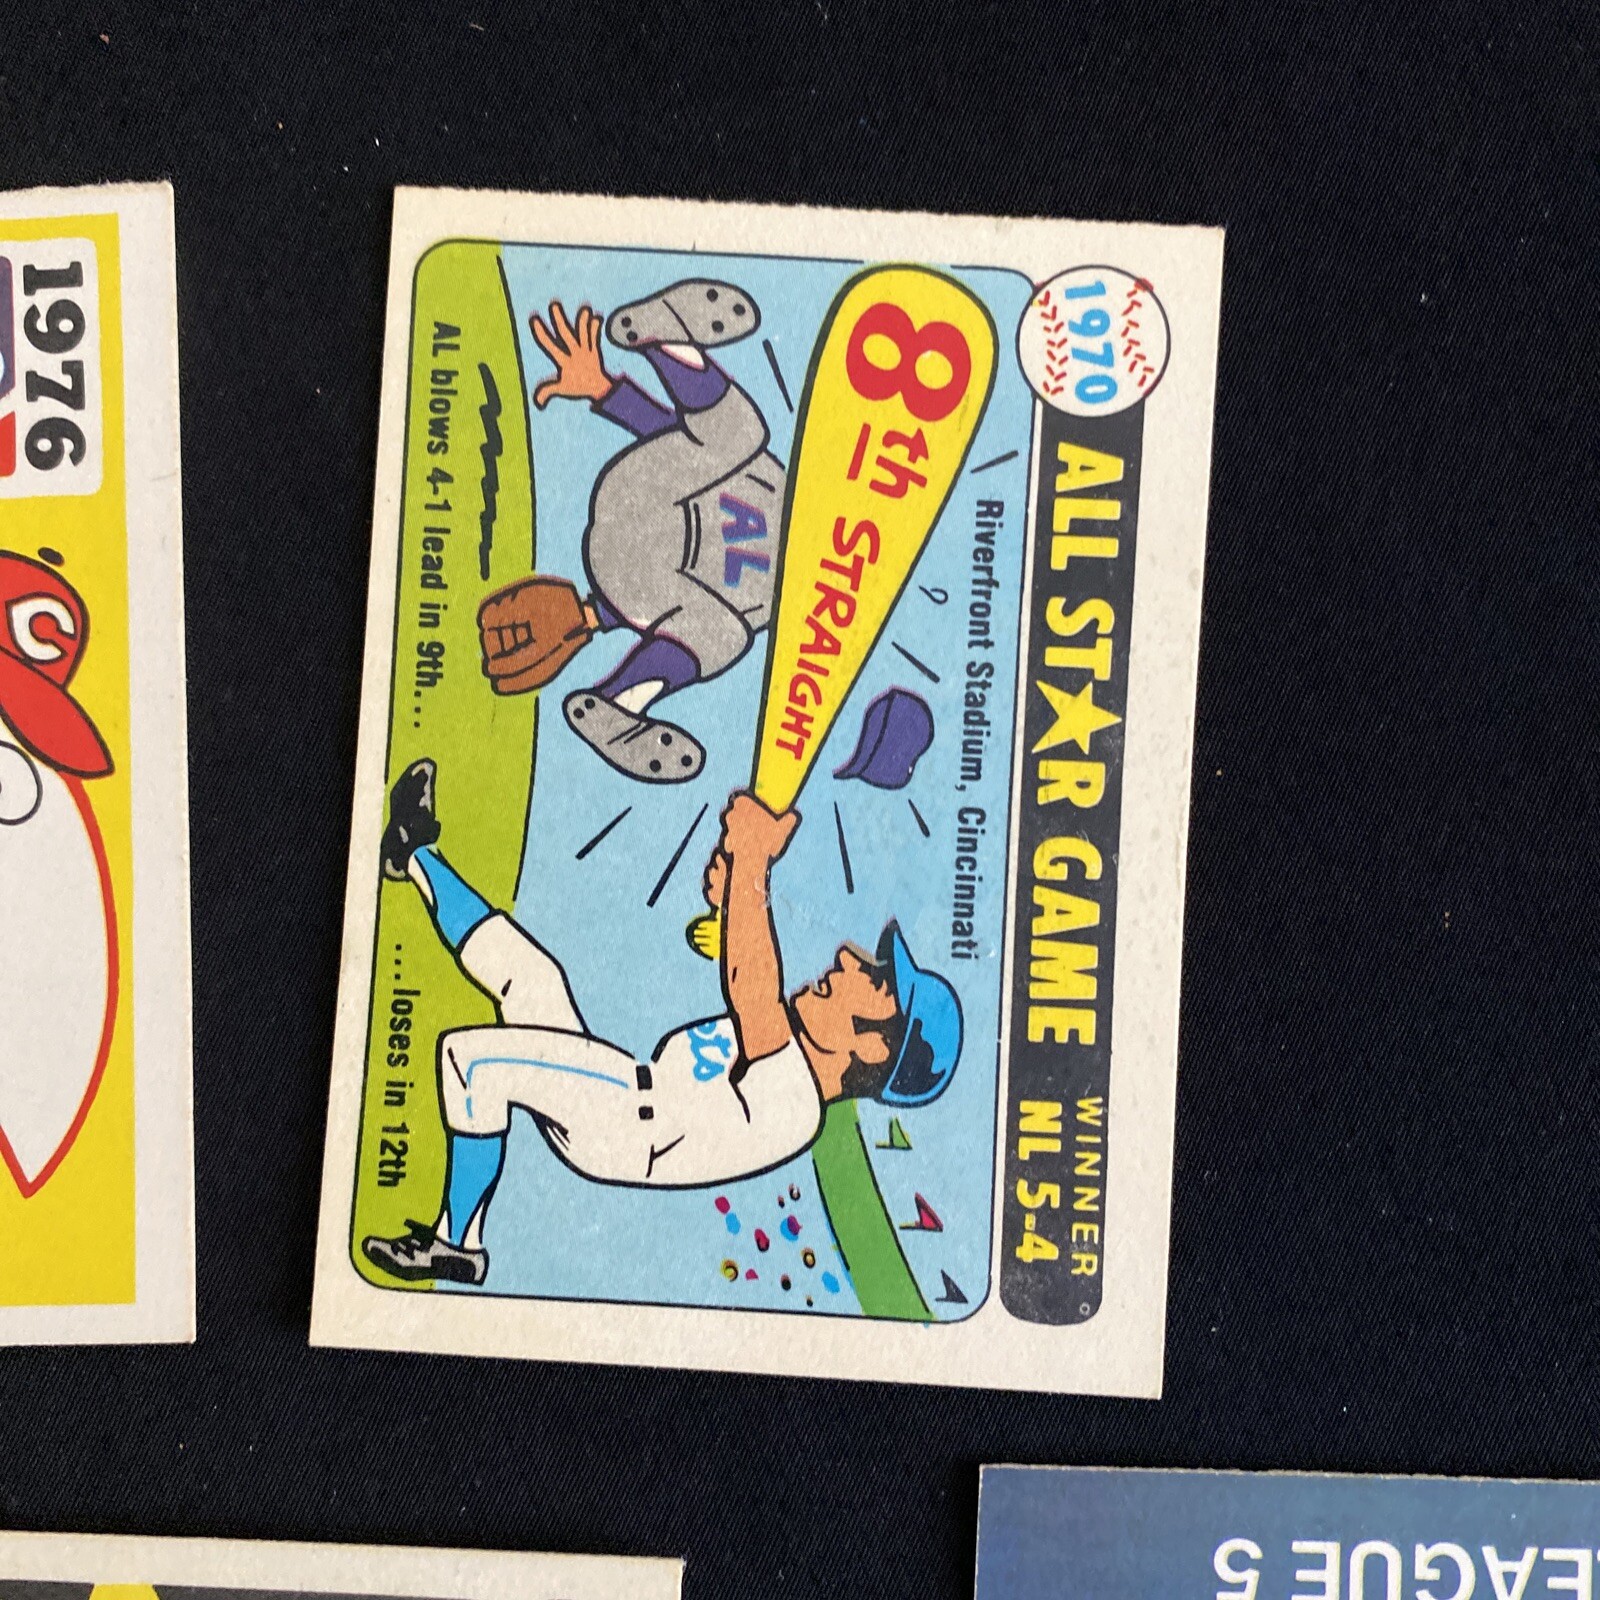 1970
ALL STAR GAME
WINNER
NL 5-4
Riverfront Stadium, Cincinnati
8th STRAIGHT
AL
ots
AL blows 4-1 lead in 9th...
...loses in 12th
1976
C
EAGUE 5